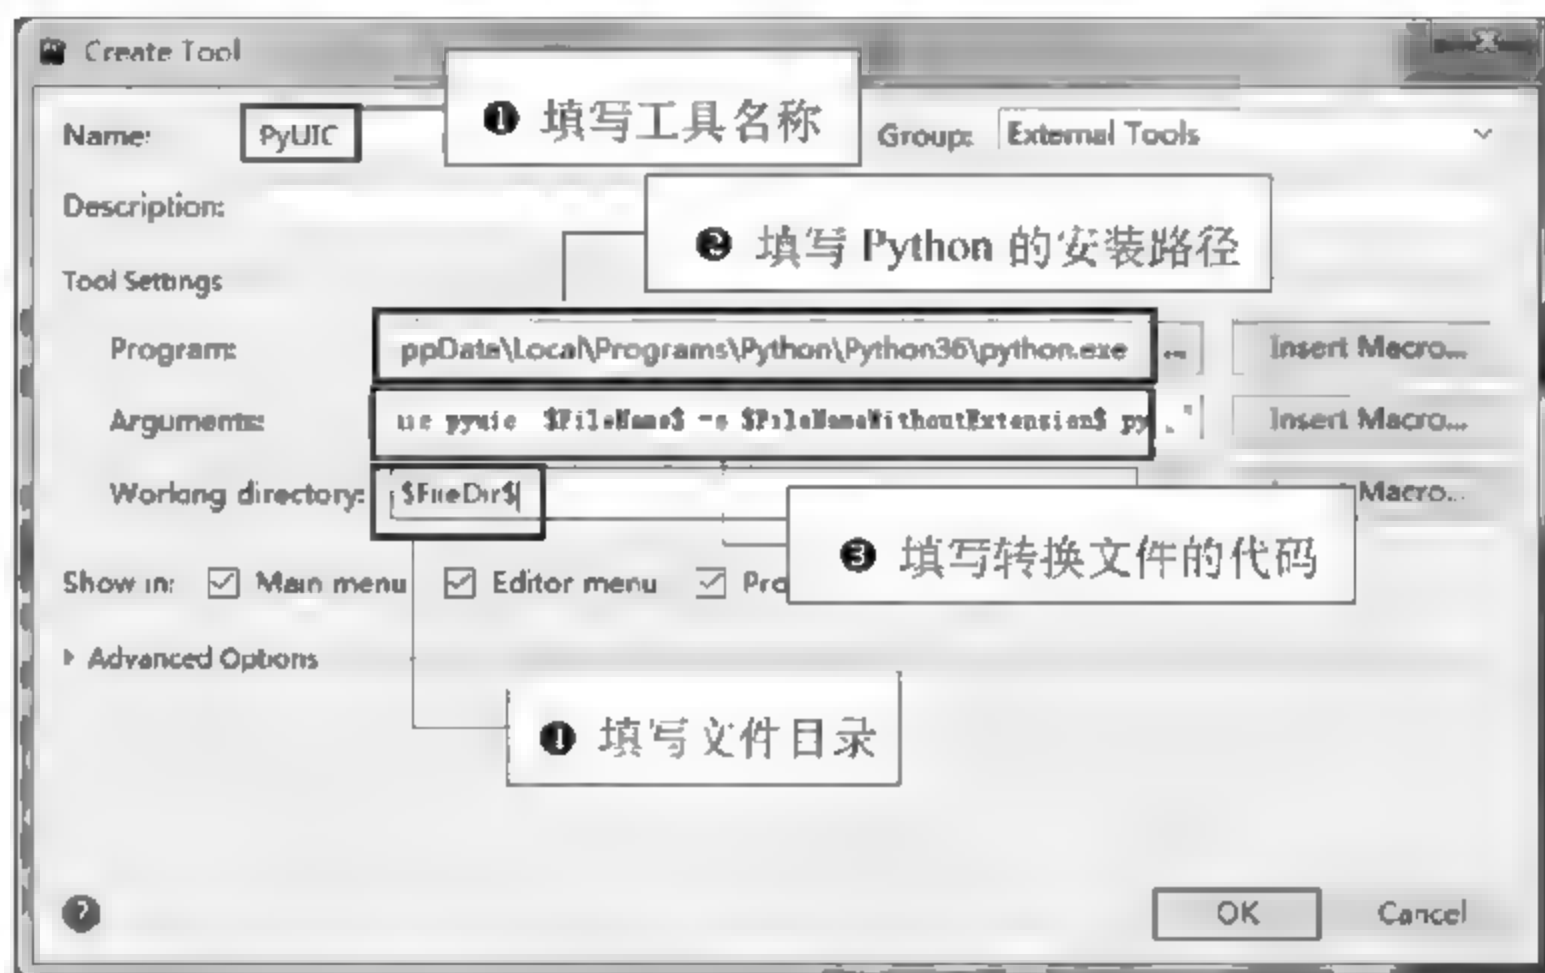 Create Tool
Name: PyUIC
❶ 填写工具名称
Group: External Tools
Description:
❷ 填写 Python 的安装路径
Tool Settings
Program: ppData\Local\Programs\Python\Python36\python.exe ... Insert Macro...
Arguments: pyuic $FileName$ -o $FileNameWithoutExtension$ py Insert Macro...
Working directory: $FileDir$ Macro...
❸ 填写转换文件的代码
Show in: Main menu Editor menu Pro
Advanced Options
❹ 填写文件目录
?
OK Cancel